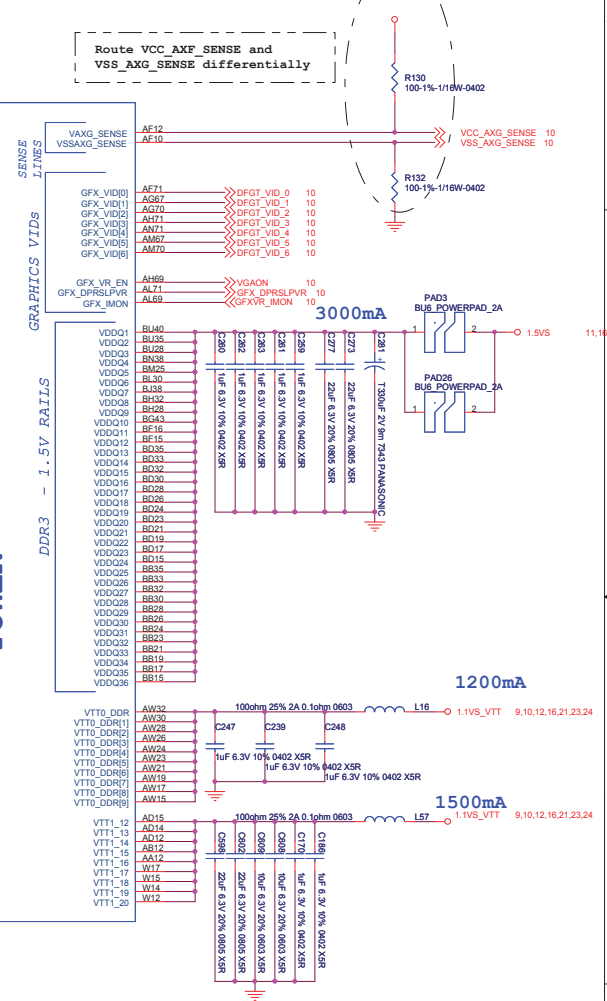 Route VCC_AXF_SENSE and
VSS_AXG_SENSE differentially
R130
100-1%-1/16W-0402
SENSE
LINES
VAXG_SENSE AF12 VCC_AXG_SENSE 10
VSSAXG_SENSE AF10 VSS_AXG_SENSE 10
R132
100-1%-1/16W-0402
GRAPHICS VIDs
GFX_VID[0] AF71 DFGT_VID_0 10
GFX_VID[1] AG67 DFGT_VID_1 10
GFX_VID[2] AG70 DFGT_VID_2 10
GFX_VID[3] AH71 DFGT_VID_3 10
GFX_VID[4] AN71 DFGT_VID_4 10
GFX_VID[5] AM67 DFGT_VID_5 10
GFX_VID[6] AM70 DFGT_VID_6 10
GFX_VR_EN AH69 VGAON 10
GFX_DPRSLPVR AL71 GFX_DPRSLPVR 10
GFX_IMON AL69 GFXVR_IMON 10
3000mA
PAD3
BU6_POWERPAD_2A
1 2
1.5VS 11,16
PAD26
BU6_POWERPAD_2A
1 2
DDR3 - 1.5V RAILS
VDDQ1 BU40
VDDQ2 BU35
VDDQ3 BU28
VDDQ4 BN38
VDDQ5 BM25
VDDQ6 BL30
VDDQ7 BJ38
VDDQ8 BH32
VDDQ9 BH28
VDDQ10 BG43
VDDQ11 BF16
VDDQ12 BF15
VDDQ13 BD35
VDDQ14 BD33
VDDQ15 BD32
VDDQ16 BD30
VDDQ17 BD28
VDDQ18 BD26
VDDQ19 BD24
VDDQ20 BD23
VDDQ21 BD21
VDDQ22 BD19
VDDQ23 BD17
VDDQ24 BD15
VDDQ25 BB35
VDDQ26 BB33
VDDQ27 BB32
VDDQ28 BB30
VDDQ29 BB28
VDDQ30 BB26
VDDQ31 BB24
VDDQ32 BB23
VDDQ33 BB21
VDDQ34 BB19
VDDQ35 BB17
VDDQ36 BB15
C260 1uF 6.3V 10% 0402 X5R
C262 1uF 6.3V 10% 0402 X5R
C263 1uF 6.3V 10% 0402 X5R
C261 1uF 6.3V 10% 0402 X5R
C259 1uF 6.3V 10% 0402 X5R
C277 22uF 6.3V 20% 0805 X5R
C273 22uF 6.3V 20% 0805 X5R
C281 T330uF 2V 9m 7343 PANASONIC
1200mA
VTT0_DDR AW32
VTT0_DDR[1] AW30
VTT0_DDR[2] AW28
VTT0_DDR[3] AW26
VTT0_DDR[4] AW24
VTT0_DDR[5] AW23
VTT0_DDR[6] AW21
VTT0_DDR[7] AW19
VTT0_DDR[8] AW17
VTT0_DDR[9] AW15
100ohm 25% 2A 0.1ohm 0603 L16 1.1VS_VTT 9,10,12,16,21,23,24
C247 C239 C248
1uF 6.3V 10% 0402 X5R
1uF 6.3V 10% 0402 X5R
1uF 6.3V 10% 0402 X5R
1500mA
VTT1_12 AD15
VTT1_13 AD14
VTT1_14 AD12
VTT1_15 AB12
VTT1_16 AA12
VTT1_17 W17
VTT1_18 W15
VTT1_19 W14
VTT1_20 W12
100ohm 25% 2A 0.1ohm 0603 L57 1.1VS_VTT 9,10,12,16,21,23,24
C598 22uF 6.3V 20% 0805 X5R
C602 22uF 6.3V 20% 0805 X5R
C609 10uF 6.3V 20% 0603 X5R
C608 10uF 6.3V 20% 0603 X5R
C170 1uF 6.3V 10% 0402 X5R
C186 1uF 6.3V 10% 0402 X5R